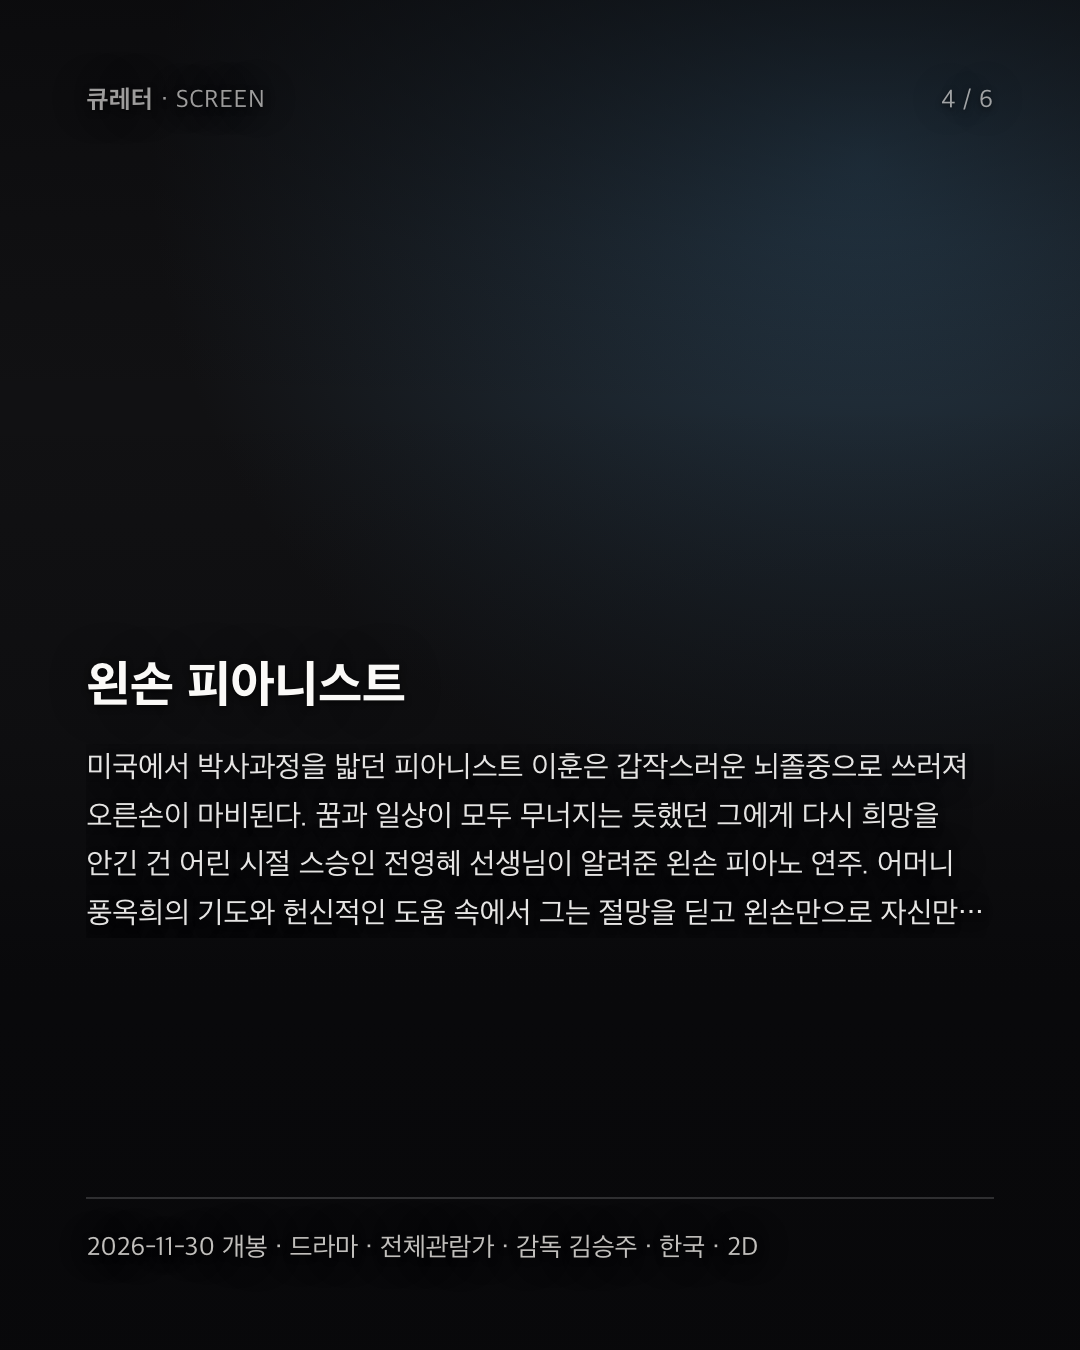 큐레터 · SCREEN
4 / 6
왼손 피아니스트
미국에서 박사과정을 밟던 피아니스트 이훈은 갑작스러운 뇌졸중으로 쓰러져
오른손이 마비된다. 꿈과 일상이 모두 무너지는 듯했던 그에게 다시 희망을
안긴 건 어린 시절 스승인 전영혜 선생님이 알려준 왼손 피아노 연주. 어머니
풍옥희의 기도와 헌신적인 도움 속에서 그는 절망을 딛고 왼손만으로 자신만…
2026-11-30 개봉 · 드라마 · 전체관람가 · 감독 김승주 · 한국 · 2D